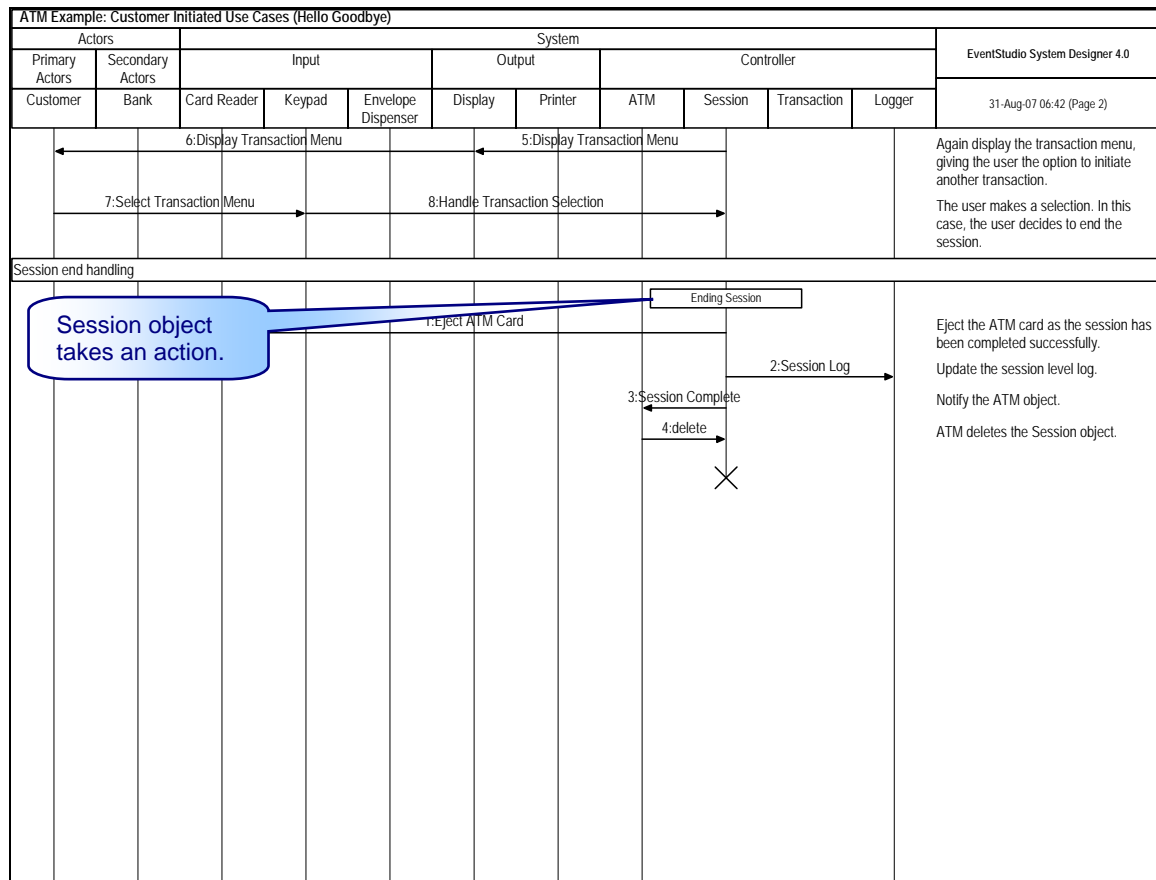 ATM Example: Customer Initiated Use Cases (Hello Goodbye)
Actors
System
EventStudio System Designer 4.0
Primary
Actors
Secondary
Actors
Input
Output
Controller
Customer
Bank
Card Reader
Keypad
Envelope
Dispenser
Display
Printer
ATM
Session
Transaction
Logger
31-Aug-07 06:42 (Page 2)
6:Display Transaction Menu
5:Display Transaction Menu
Again display the transaction menu,
giving the user the option to initiate
another transaction.
7:Select Transaction Menu
8:Handle Transaction Selection
The user makes a selection. In this
case, the user decides to end the
session.
Session end handling
Ending Session
Session object
takes an action.
1:Eject ATM Card
Eject the ATM card as the session has
been completed successfully.
2:Session Log
Update the session level log.
3:Session Complete
Notify the ATM object.
4:delete
ATM deletes the Session object.